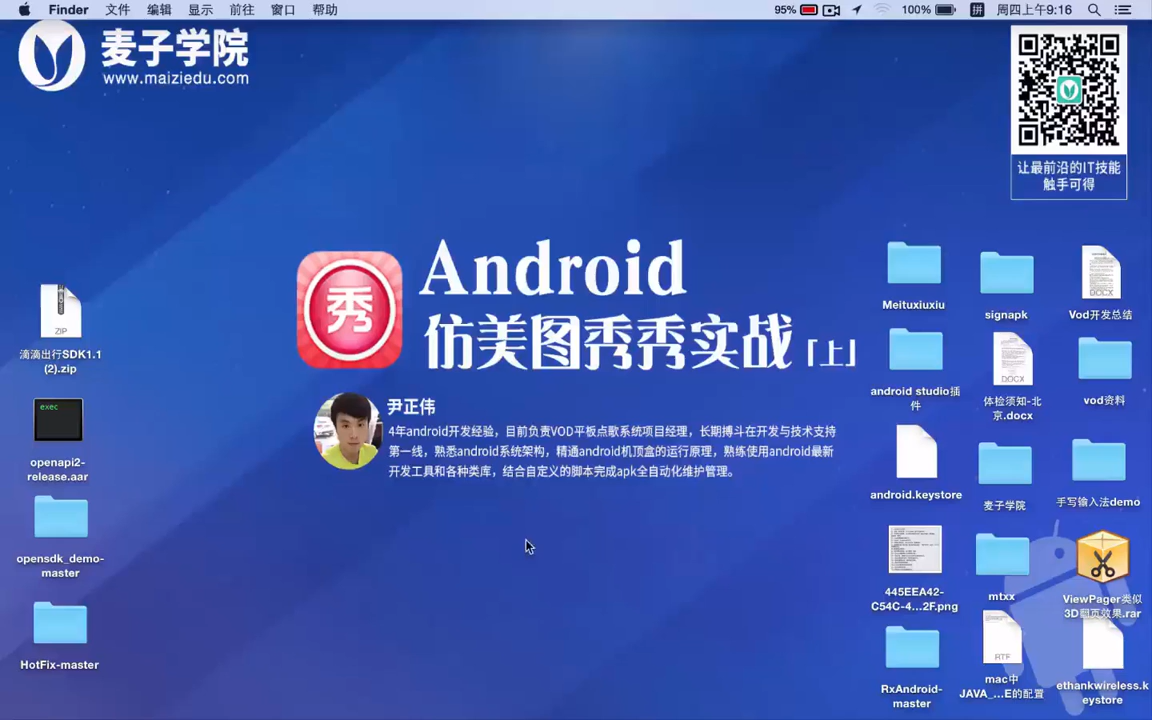 Finder 文件 编辑 显示 前往 窗口 帮助 95% 100% 拼 周四上午9:16
麦子学院
www.maiziedu.com
让最前沿的IT技能
触手可得
秀
Android
仿美图秀秀实战「上」
尹正伟
4年android开发经验，目前负责VOD平板点歌系统项目经理，长期搏斗在开发与技术支持
第一线，熟悉android系统架构，精通android机顶盒的运行原理，熟练使用android最新
开发工具和各种类库，结合自定义的脚本完成apk全自动化维护管理。
ZIP
滴滴出行SDK1.1
(2).zip
exec
openapi2-
release.aar
opensdk_demo-
master
HotFix-master
Meituxiuxiu
signapk
DOCX
Vod开发总结
android studio插
件
DOCX
体检须知-北
京.docx
vod资料
android.keystore
麦子学院
手写输入法demo
445EEA42-
C54C-4...2F.png
mtxx
ViewPager类似
3D翻页效果.rar
RxAndroid-
master
RTF
mac中
JAVA_...E的配置
ethankwireless.k
eystore